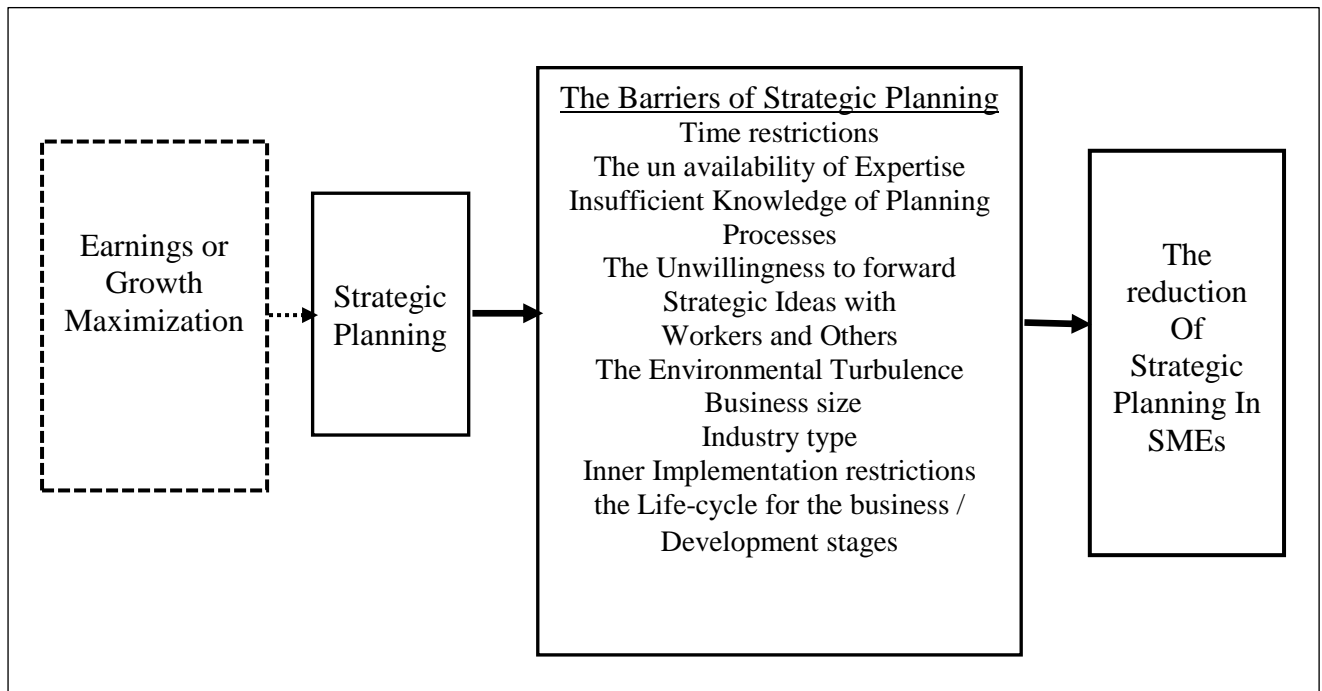 Earnings or
Growth
Maximization
Strategic
Planning
The Barriers of Strategic Planning
Time restrictions
The un availability of Expertise
Insufficient Knowledge of Planning
Processes
The Unwillingness to forward
Strategic Ideas with
Workers and Others
The Environmental Turbulence
Business size
Industry type
Inner Implementation restrictions
the Life-cycle for the business /
Development stages
The
reduction
Of
Strategic
Planning In
SMEs